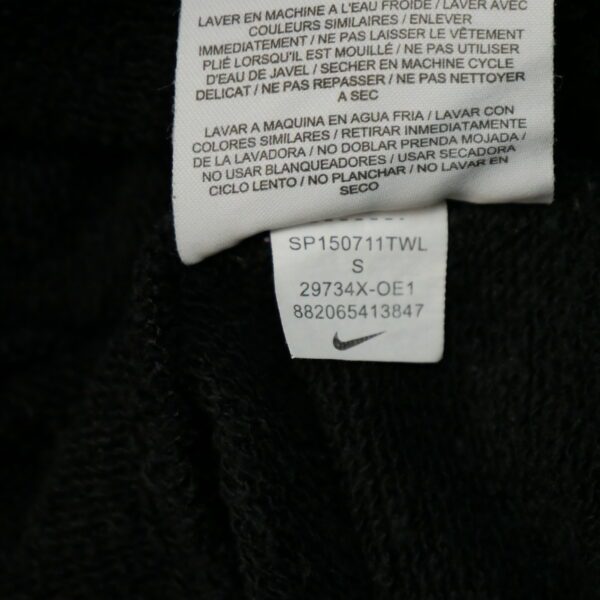 LAVER EN MACHINE A L'EAU FROIDE / LAVER AVEC
COULEURS SIMILAIRES / ENLEVER
IMMEDIATEMENT / NE PAS LAISSER LE VÊTEMENT
PLIÉ LORSQU'IL EST MOUILLÉ / NE PAS UTILISER
D'EAU DE JAVEL / SECHER EN MACHINE CYCLE
DELICAT / NE PAS REPASSER / NE PAS NETTOYER
A SEC
LAVAR A MAQUINA EN AGUA FRIA / LAVAR CON
COLORES SIMILARES / RETIRAR INMEDIATAMENTE
DE LA LAVADORA / NO DOBLAR PRENDA MOJADA /
NO USAR BLANQUEADORES / USAR SECADORA
CICLO LENTO / NO PLANCHAR / NO LAVAR EN
SECO
SP150711TWL
S
29734X-OE1
882065413847